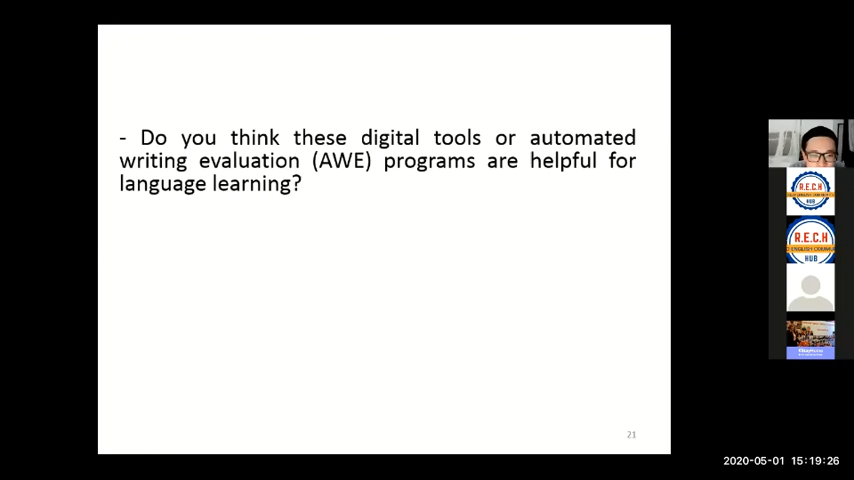 - Do you think these digital tools or automated
writing evaluation (AWE) programs are helpful for
language learning?
21
R.E.C.H
HUB
R.E.C.H
HUB
2020-05-01 15:19:26